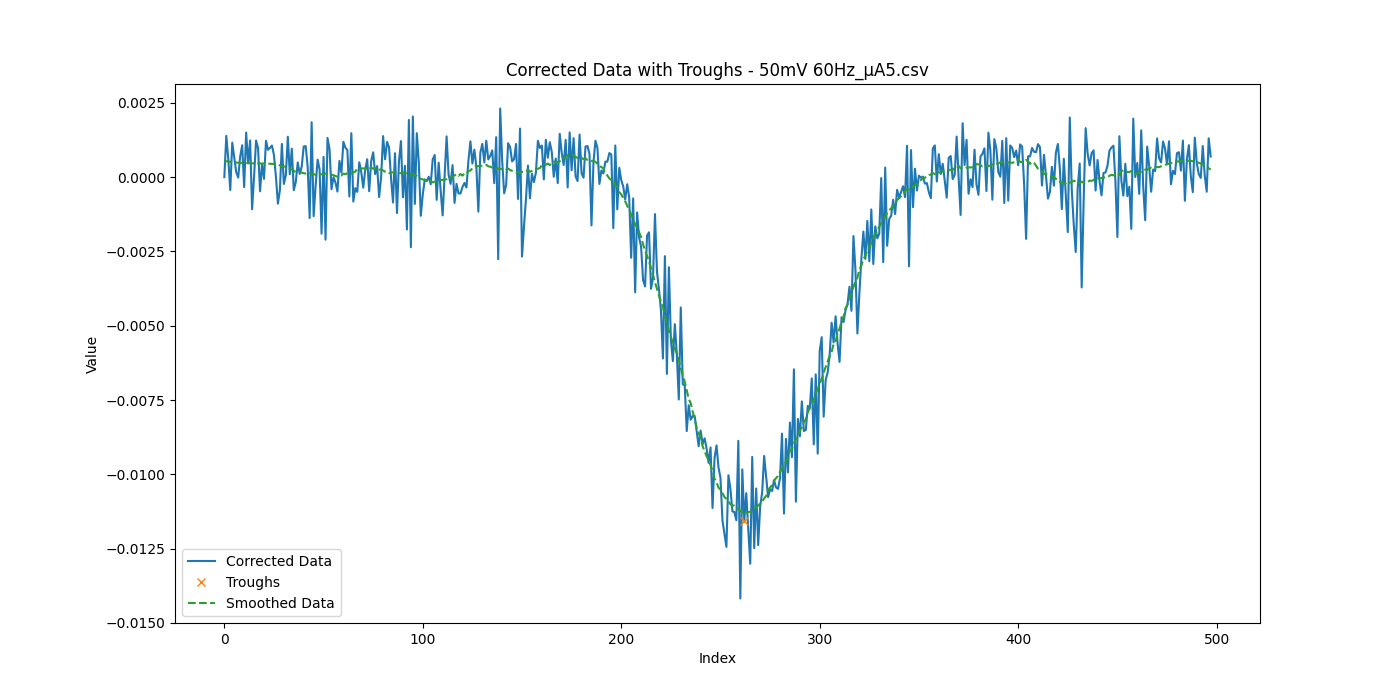 Corrected Data with Troughs - 50mV 60Hz_μA5.csv
Value
0.0025
0.0000
−0.0025
−0.0050
−0.0075
−0.0100
−0.0125
−0.0150
Corrected Data
Troughs
Smoothed Data
0 100 200 300 400 500
Index